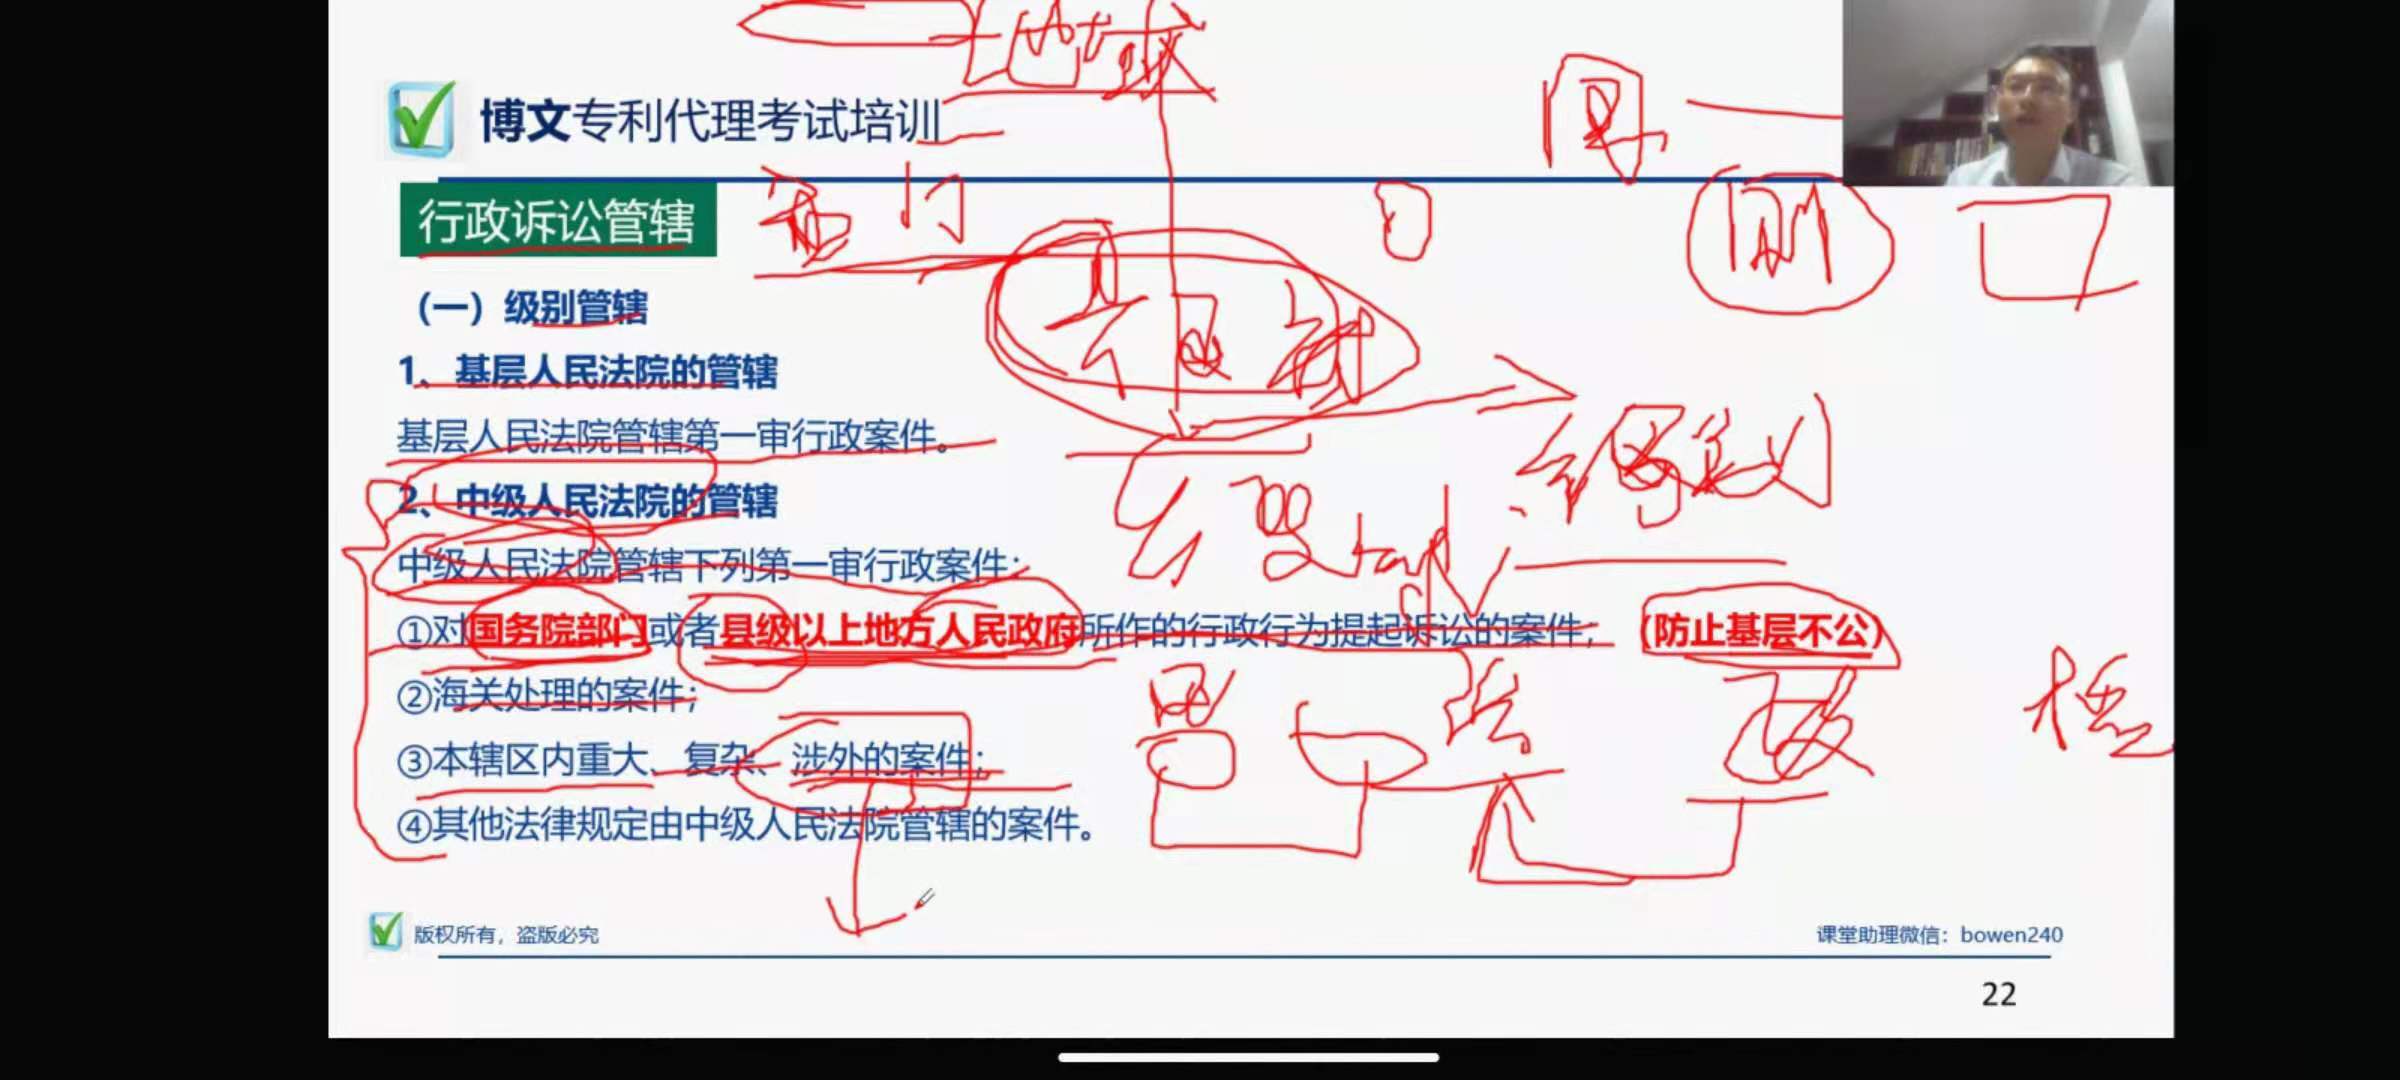 博文专利代理考试培训
行政诉讼管辖
部门
(一)级别管辖
1、基层人民法院的管辖
基层人民法院管辖第一审行政案件。
2、中级人民法院的管辖
中级人民法院管辖下列第一审行政案件:
①对国务院部门或者县级以上地方人民政府所作的行政行为提起诉讼的案件; (防止基层不公)
②海关处理的案件;
③本辖区内重大、复杂、涉外的案件;
④其他法律规定由中级人民法院管辖的案件。
版权所有,盗版必究
课堂助理微信:bowen240
22